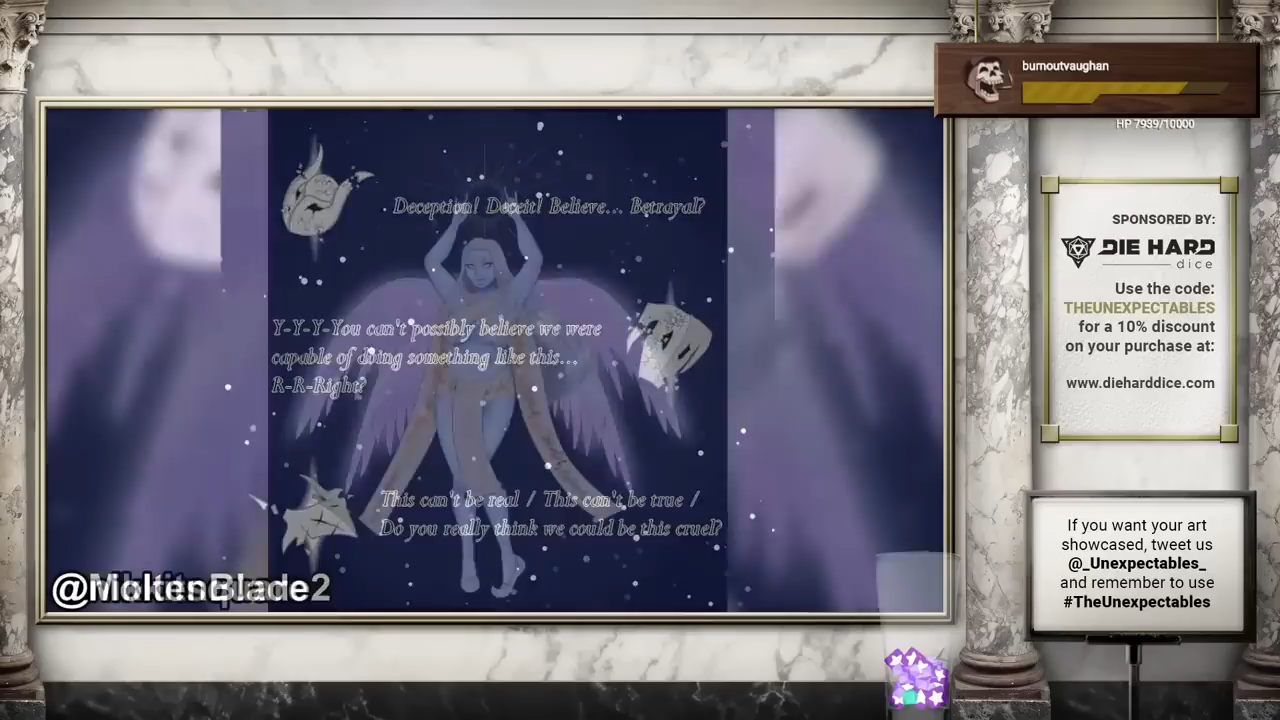 burnoutvaughan
HP 7939/10000
Deception! Deceit! Believe... Betrayal?
Y-Y-Y-You can't possibly believe we were
capable of doing something like this...
R-R-Right?
This can't be real / This can't be true /
Do you really think we could be this cruel?
SPONSORED BY:
DIE HARD
dice
Use the code:
THEUNEXPECTABLES
for a 10% discount
on your purchase at:
www.dieharddice.com
If you want your art
showcased, tweet us
@_Unexpectables_
and remember to use
#TheUnexpectables